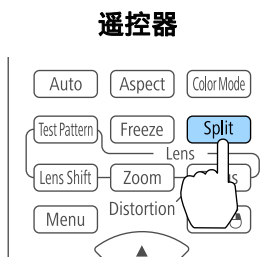 遥控器
Auto Aspect Color Mode
Test Pattern Freeze Split
Lens
Lens Shift Zoom
Menu Distortion